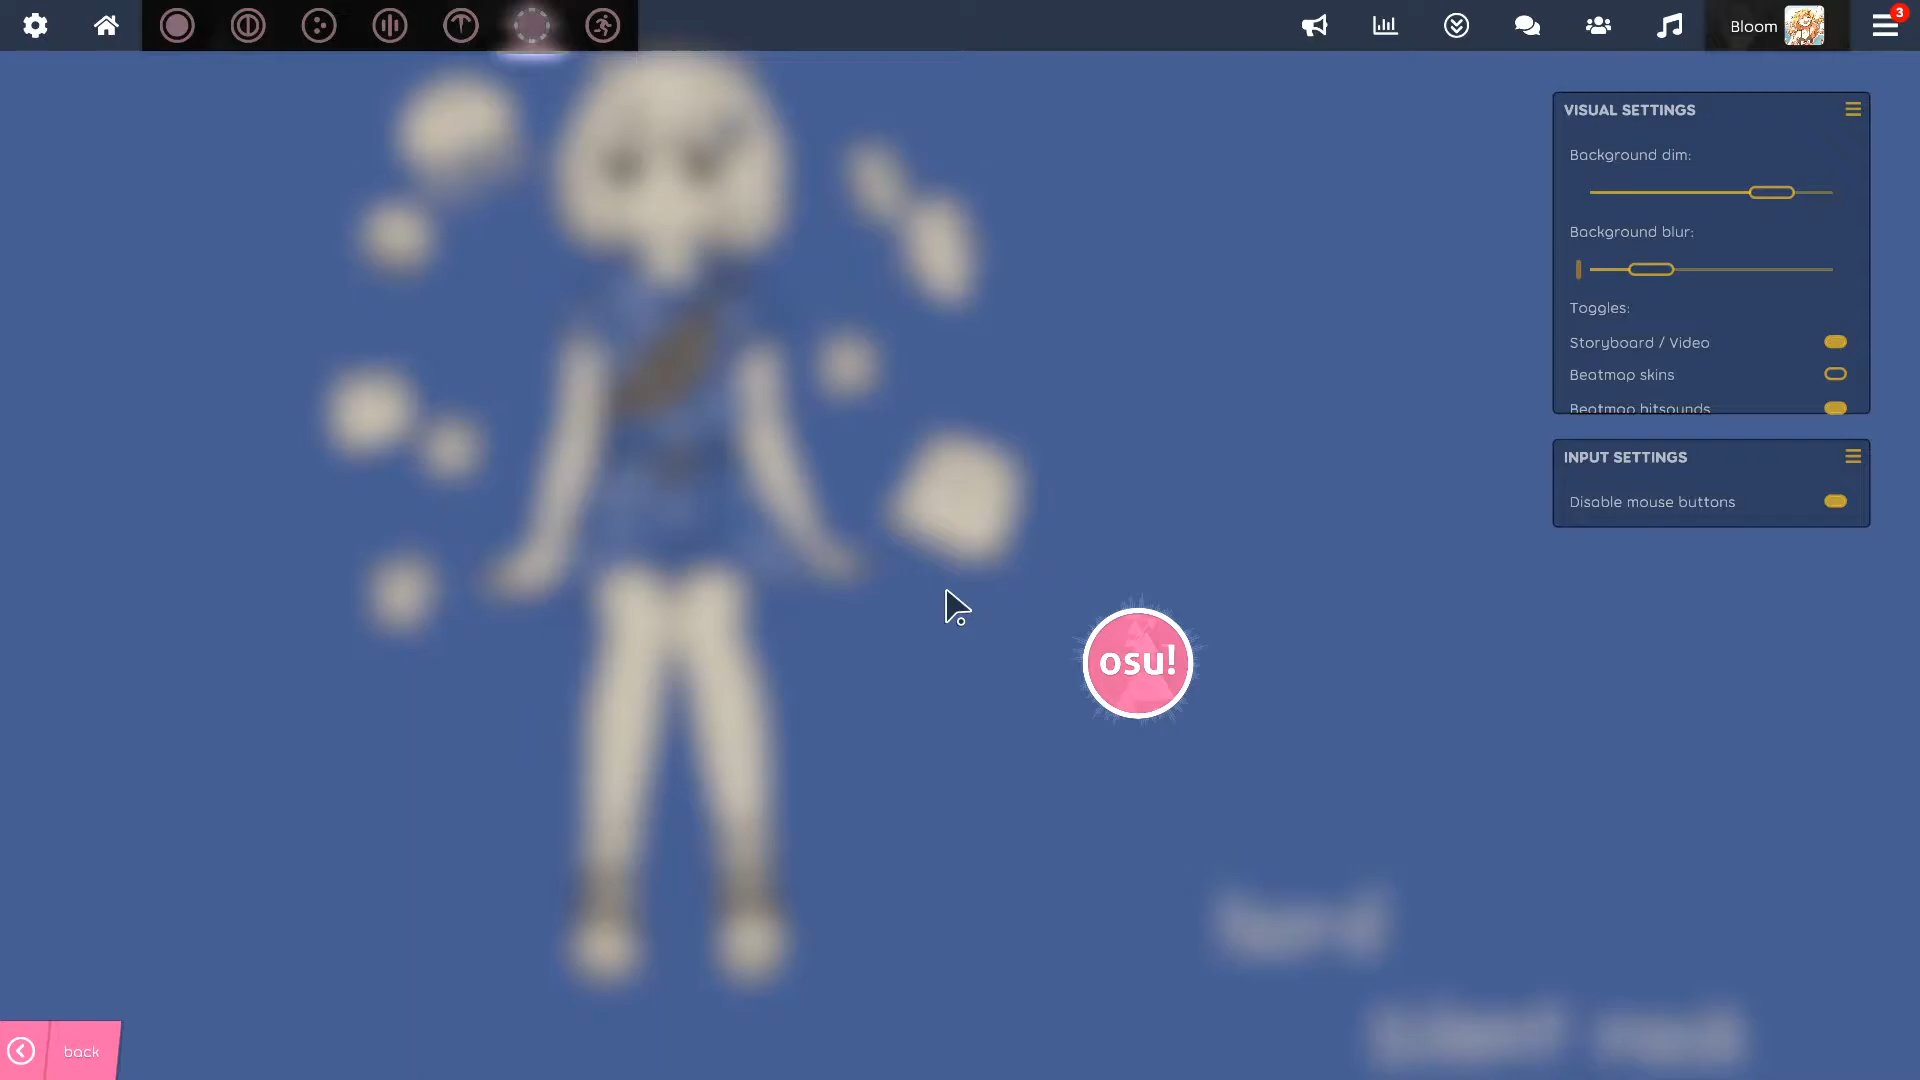 Bloom
3
VISUAL SETTINGS
Background dim:
Background blur:
Toggles:
Storyboard / Video
Beatmap skins
Beatmap hitsounds
INPUT SETTINGS
Disable mouse buttons
osu!
back